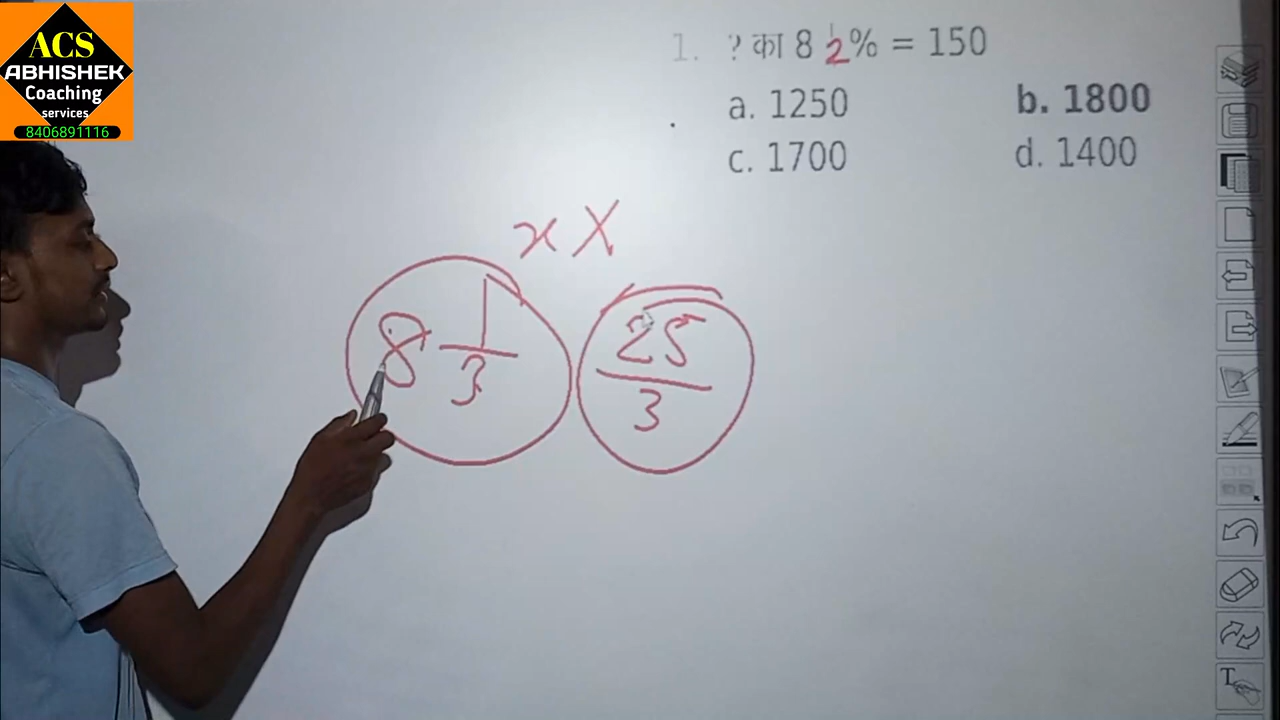 ACS
ABHISHEK
Coaching
services
8406891116
1. ? का 8 1/2% = 150
a. 1250 b. 1800
c. 1700 d. 1400
x X
8 1/3 25/3
T